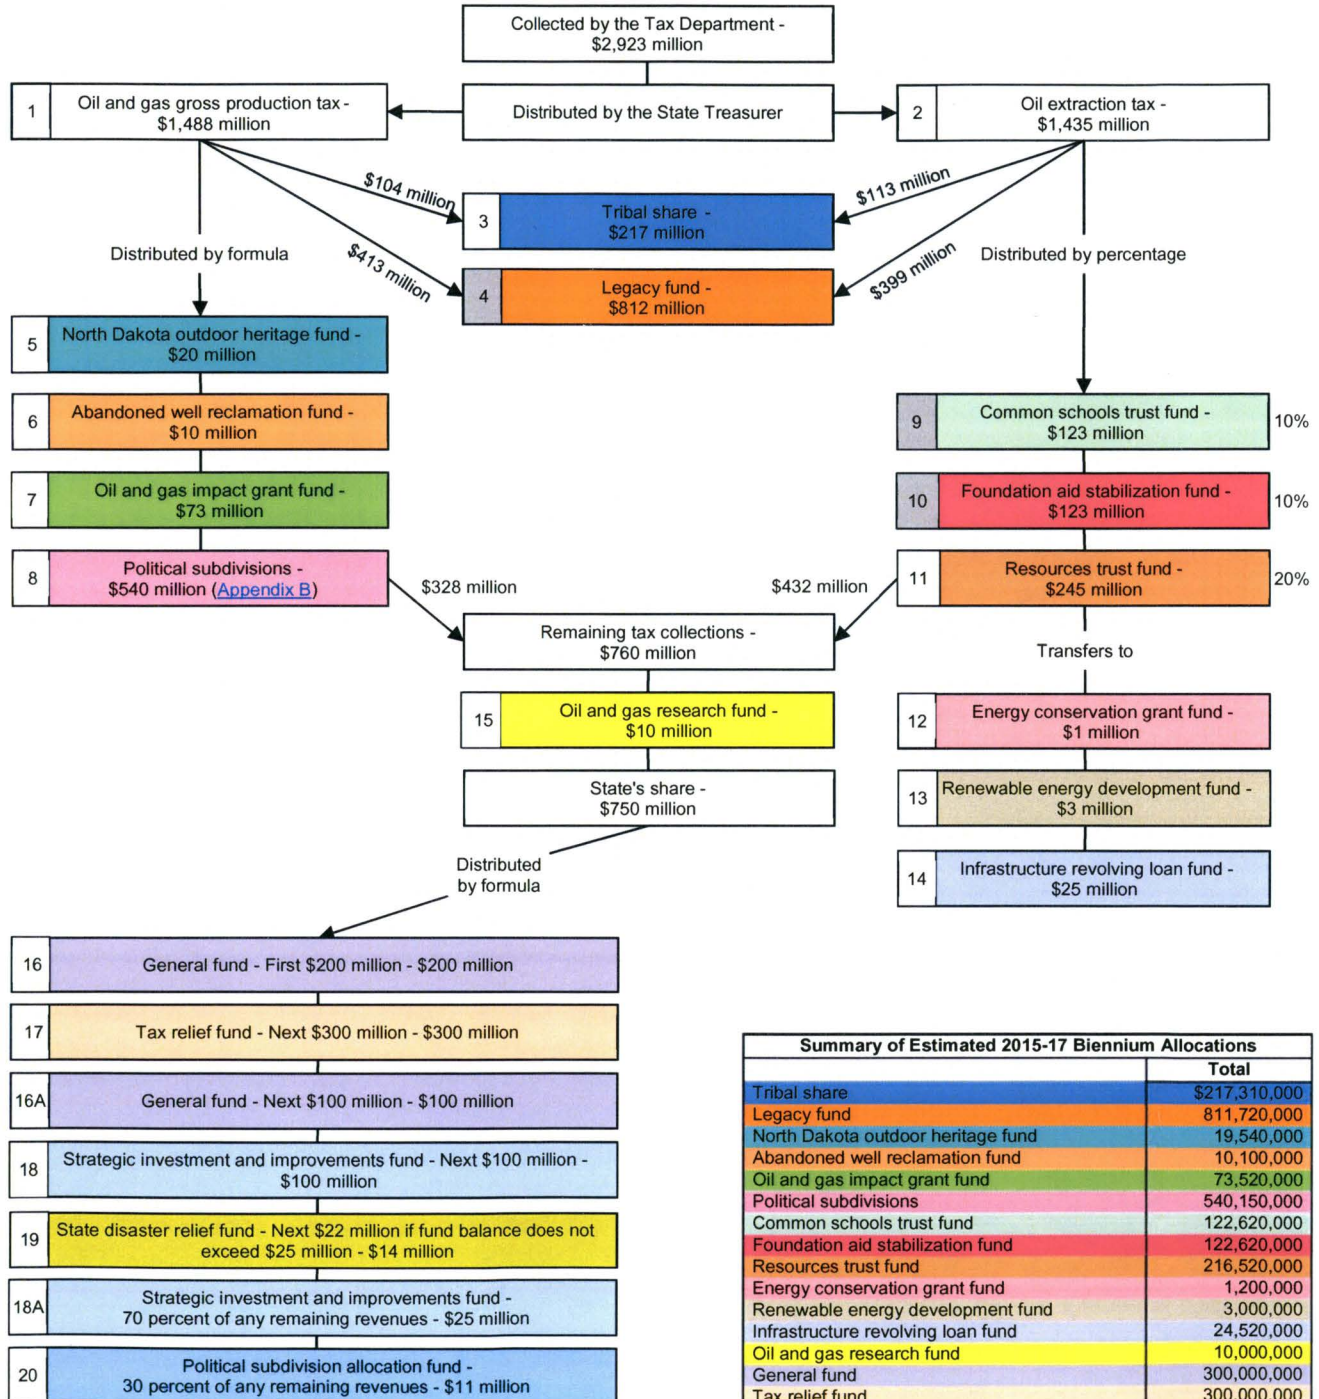 Collected by the Tax Department -
$2,923 million
1
Oil and gas gross production tax -
$1,488 million
Distributed by the State Treasurer
2
Oil extraction tax -
$1,435 million
$104 million
$113 million
3
Tribal share -
$217 million
Distributed by formula
$413 million
$399 million
Distributed by percentage
4
Legacy fund -
$812 million
5
North Dakota outdoor heritage fund -
$20 million
6
Abandoned well reclamation fund -
$10 million
9
Common schools trust fund -
$123 million
10%
7
Oil and gas impact grant fund -
$73 million
10
Foundation aid stabilization fund -
$123 million
10%
8
Political subdivisions -
$540 million (Appendix B)
$328 million
$432 million
11
Resources trust fund -
$245 million
20%
Remaining tax collections -
$760 million
Transfers to
15
Oil and gas research fund -
$10 million
12
Energy conservation grant fund -
$1 million
State's share -
$750 million
13
Renewable energy development fund -
$3 million
Distributed
by formula
14
Infrastructure revolving loan fund -
$25 million
16
General fund - First $200 million - $200 million
17
Tax relief fund - Next $300 million - $300 million
16A
General fund - Next $100 million - $100 million
18
Strategic investment and improvements fund - Next $100 million -
$100 million
19
State disaster relief fund - Next $22 million if fund balance does not
exceed $25 million - $14 million
18A
Strategic investment and improvements fund -
70 percent of any remaining revenues - $25 million
20
Political subdivision allocation fund -
30 percent of any remaining revenues - $11 million
Summary of Estimated 2015-17 Biennium Allocations
Total
Tribal share $217,310,000
Legacy fund 811,720,000
North Dakota outdoor heritage fund 19,540,000
Abandoned well reclamation fund 10,100,000
Oil and gas impact grant fund 73,520,000
Political subdivisions 540,150,000
Common schools trust fund 122,620,000
Foundation aid stabilization fund 122,620,000
Resources trust fund 216,520,000
Energy conservation grant fund 1,200,000
Renewable energy development fund 3,000,000
Infrastructure revolving loan fund 24,520,000
Oil and gas research fund 10,000,000
General fund 300,000,000
Tax relief fund 300,000,000